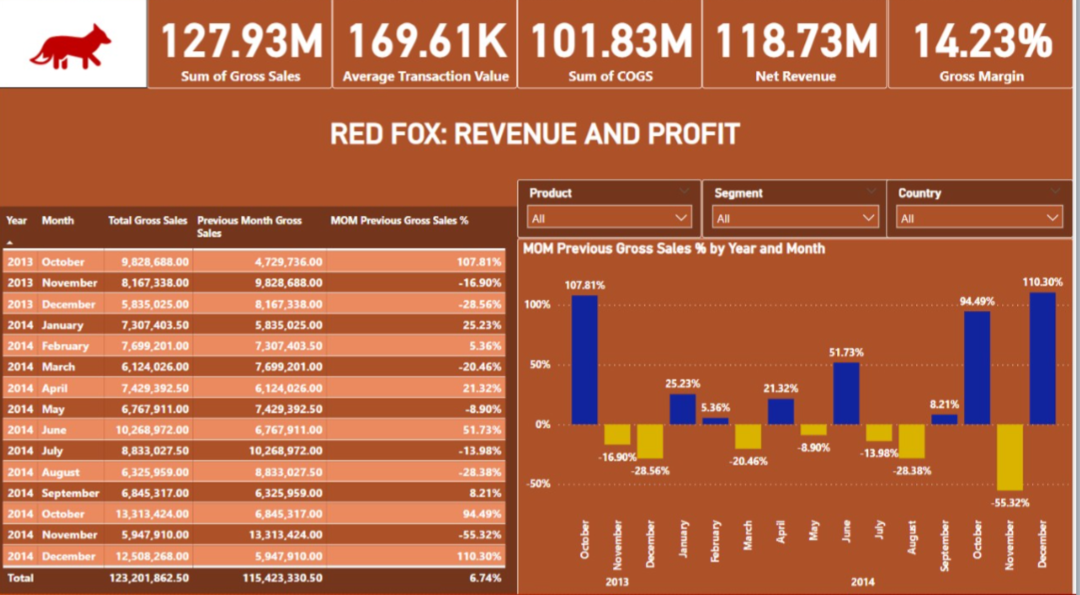 127.93M
Sum of Gross Sales
169.61K
Average Transaction Value
101.83M
Sum of COGS
118.73M
Net Revenue
14.23%
Gross Margin
RED FOX: REVENUE AND PROFIT
Product
All
Segment
All
Country
All
Year Month Total Gross Sales Previous Month Gross Sales MOM Previous Gross Sales %
2013 October 9,828,688.00 4,729,736.00 107.81%
2013 November 8,167,338.00 9,828,688.00 -16.90%
2013 December 5,835,025.00 8,167,338.00 -28.56%
2014 January 7,307,403.50 5,835,025.00 25.23%
2014 February 7,699,201.00 7,307,403.50 5.36%
2014 March 6,124,026.00 7,699,201.00 -20.46%
2014 April 7,429,392.50 6,124,026.00 21.32%
2014 May 6,767,911.00 7,429,392.50 -8.90%
2014 June 10,268,972.00 6,767,911.00 51.73%
2014 July 8,833,027.50 10,268,972.00 -13.98%
2014 August 6,325,959.00 8,833,027.50 -28.38%
2014 September 6,845,317.00 6,325,959.00 8.21%
2014 October 13,313,424.00 6,845,317.00 94.49%
2014 November 5,947,910.00 13,313,424.00 -55.32%
2014 December 12,508,268.00 5,947,910.00 110.30%
Total 123,201,862.50 115,423,330.50 6.74%
MOM Previous Gross Sales % by Year and Month
100%
50%
0%
-50%
107.81%
-16.90%
-28.56%
25.23%
5.36%
-20.46%
21.32%
-8.90%
51.73%
-13.98%
-28.38%
8.21%
94.49%
-55.32%
110.30%
October
November
December
January
February
March
April
May
June
July
August
September
October
November
December
2013
2014